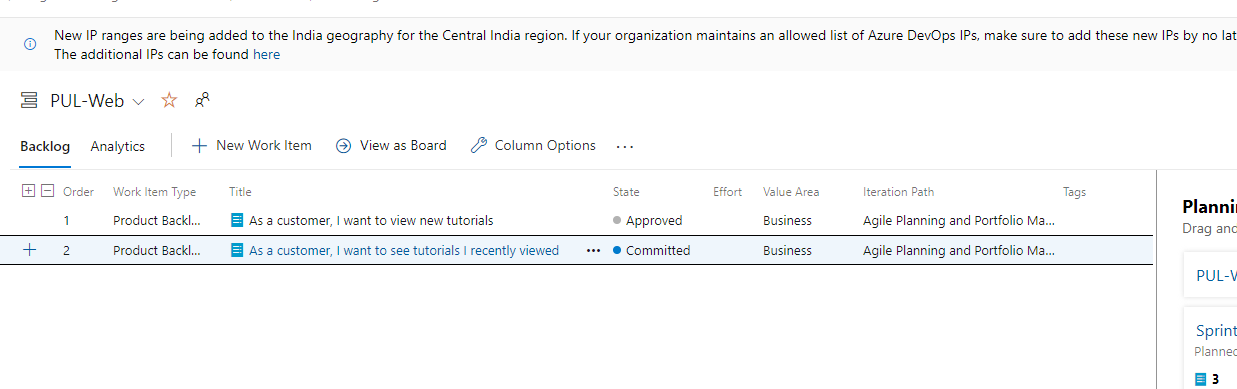 New IP ranges are being added to the India geography for the Central India region. If your organization maintains an allowed list of Azure DevOps IPs, make sure to add these new IPs by no lat
The additional IPs can be found here
PUL-Web
Backlog Analytics New Work Item View as Board Column Options
Order Work Item Type Title State Effort Value Area Iteration Path Tags
1 Product Backl... As a customer, I want to view new tutorials Approved Business Agile Planning and Portfolio Ma...
2 Product Backl... As a customer, I want to see tutorials I recently viewed ... Committed Business Agile Planning and Portfolio Ma...
Planni
Drag and
PUL-W
Sprint
Planned
3